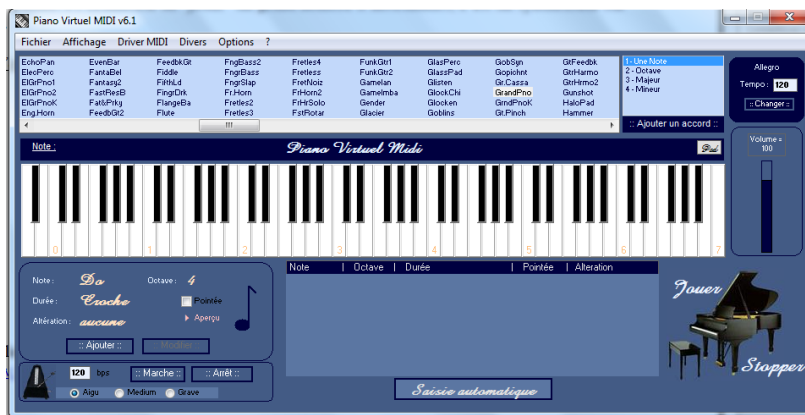 Piano Virtuel MIDI v6.1
Fichier Affichage Driver MIDI Divers Options ?
EchoPan EvenBar FeedbkGt FngBass2 Fretles4 FunkGtr1 GlasPerc GobSyn GtFeedbk
ElecPerc FantaBel Fiddle FngrBass Fretless FunkGtr2 GlassPad Gopichnt GtrHarmo
ElGrPno1 Fantasy2 FifthLd FngrSlap FretNoiz Gamelan Glisten Gr.Cassa GtrHrmo2
ElGrPno2 FastResB FingrDrk Fr.Horn FrHorn2 Gamelmba GlockChi GrandPno Gunshot
ElGrPnoK Fat&Prky FlangeBa Fretles2 FrHrSolo Gender Glocken GrndPnoK HaloPad
Eng.Horn FeedbGt2 Flute Fretles3 FstRotar Glacier Goblins Gt.Pinch Hammer
1 - Une Note
2 - Octave
3 - Majeur
4 - Mineur
:: Ajouter un accord ::
Allegro
Tempo : 120
:: Changer ::
Note :
Piano Virtuel Midi
Pad
Volume =
100
0 1 2 3 4 5 6 7
Note : Do Octave : 4
Durée : Croche Pointée
Altération : aucune Aperçu
:: Ajouter :: Modifier
120 bps :: Marche :: :: Arrêt ::
Aigu Medium Grave
Note | Octave | Durée | Pointée | Alteration
Saisie automatique
Jouer
Stopper